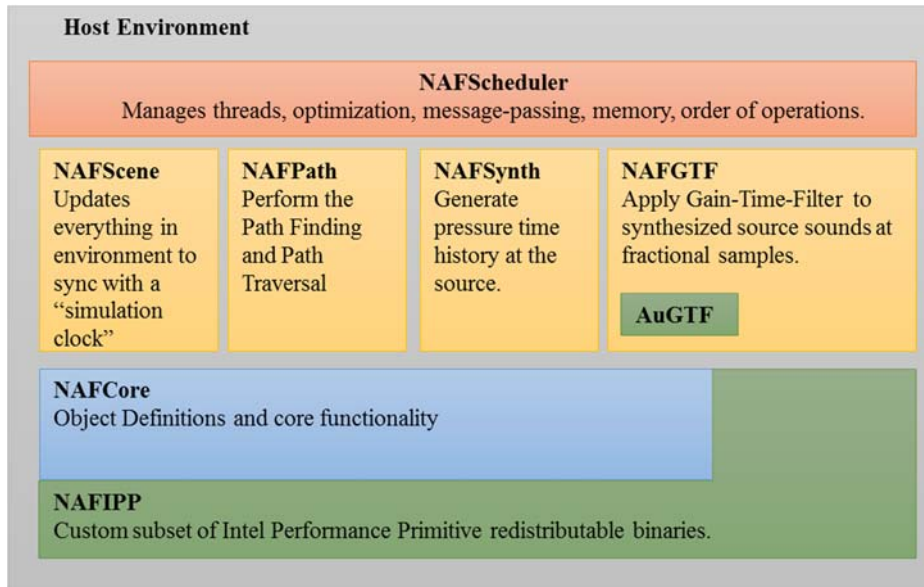 Host Environment
NAFScheduler
Manages threads, optimization, message-passing, memory, order of operations.
NAFScene
Updates
everything in
environment to
sync with a
“simulation
clock”
NAFPath
Perform the
Path Finding
and Path
Traversal
NAFSynth
Generate
pressure time
history at the
source.
NAFGTF
Apply Gain-Time-Filter to
synthesized source sounds at
fractional samples.
AuGTF
NAFCore
Object Definitions and core functionality
NAFIPP
Custom subset of Intel Performance Primitive redistributable binaries.